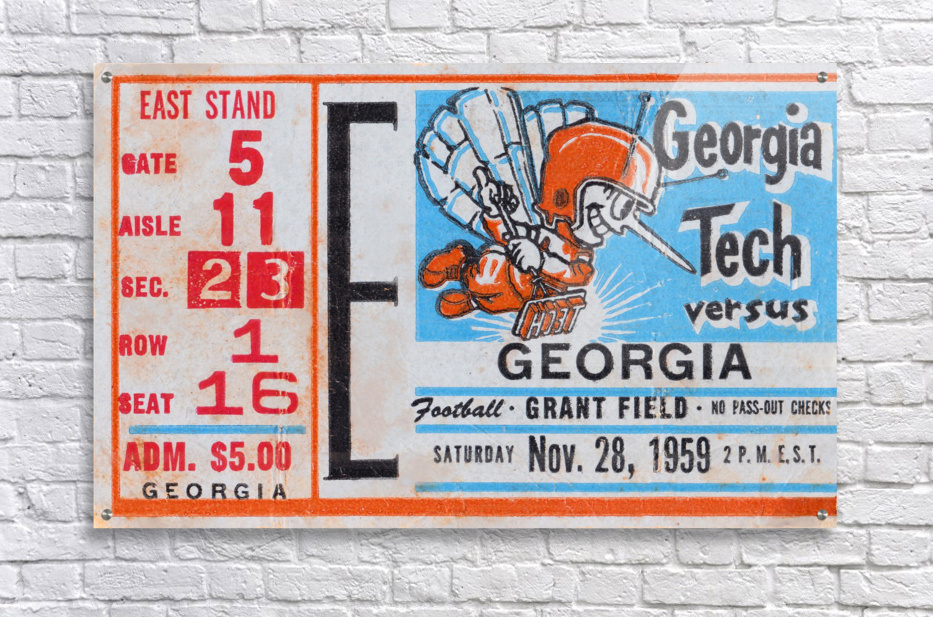 EAST STAND
GATE 5
AISLE 11
SEC. 23
ROW 1
SEAT 16
ADM. $5.00
GEORGIA
E
Georgia
Tech
versus
GEORGIA
Football · GRANT FIELD · NO PASS-OUT CHECKS
SATURDAY Nov. 28, 1959 2 P. M. E.S.T.